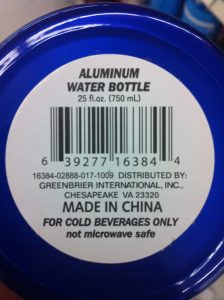 ALUMINUM
WATER BOTTLE
25 fl.oz. (750 mL)
6 39277 16384 4
16384-02888-017-1009 DISTRIBUTED BY:
GREENBRIER INTERNATIONAL, INC.,
CHESAPEAKE VA 23320
MADE IN CHINA
FOR COLD BEVERAGES ONLY
not microwave safe